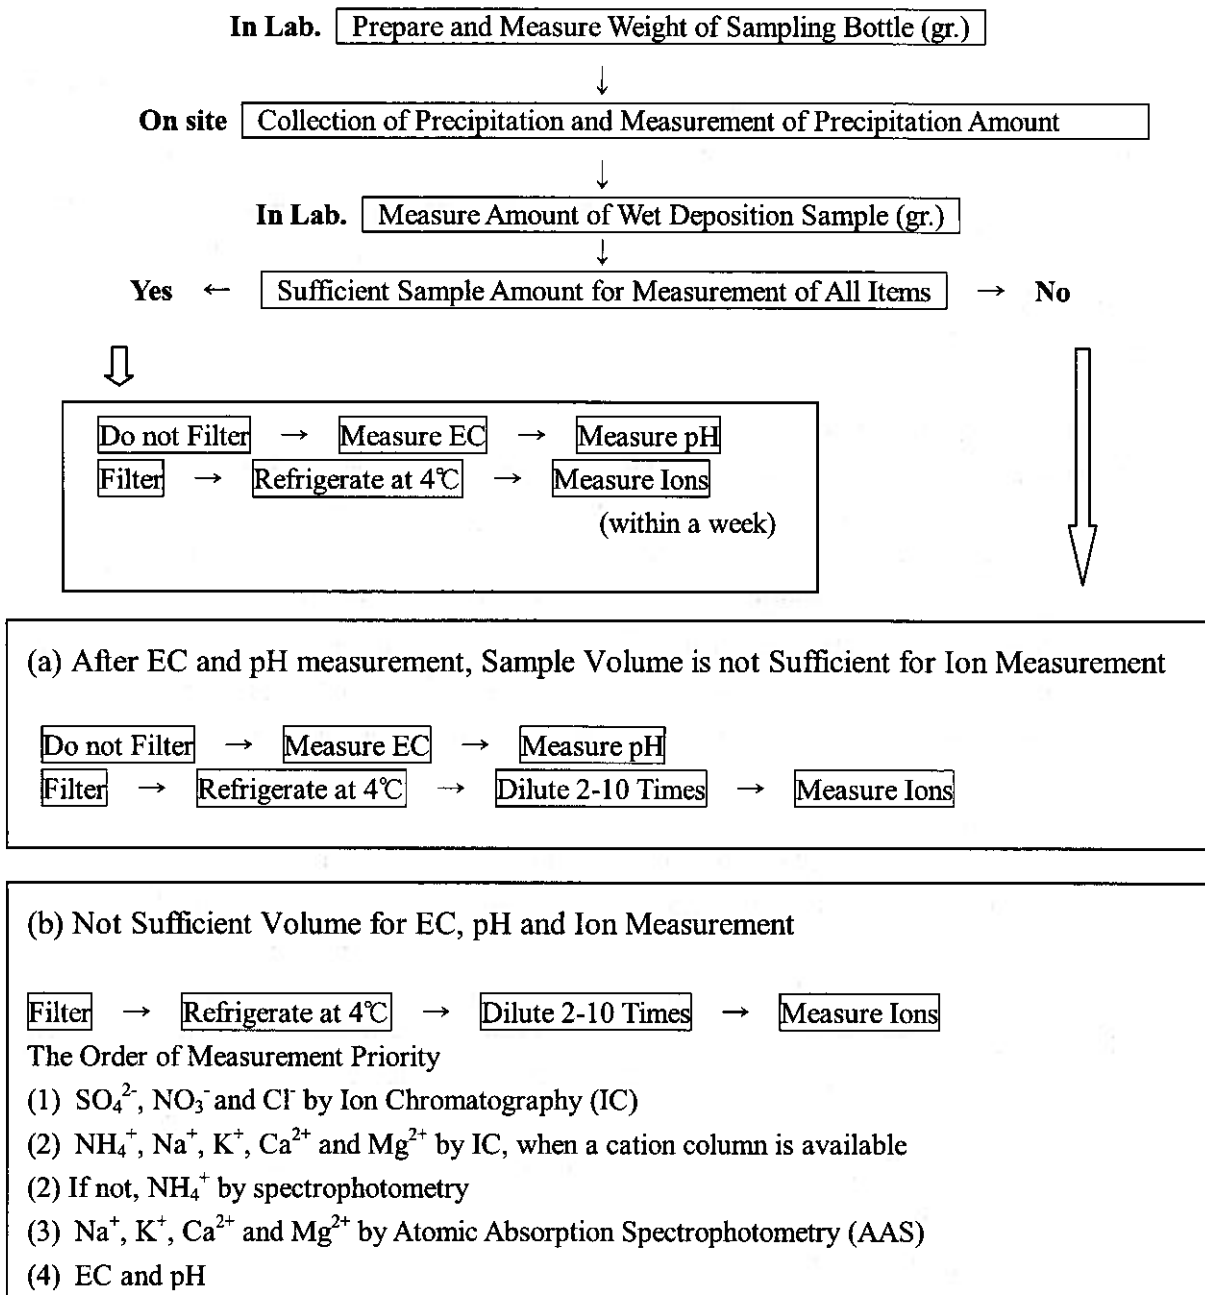 In Lab. Prepare and Measure Weight of Sampling Bottle (gr.)
↓
On site Collection of Precipitation and Measurement of Precipitation Amount
↓
In Lab. Measure Amount of Wet Deposition Sample (gr.)
↓
Yes ← Sufficient Sample Amount for Measurement of All Items → No
Do not Filter → Measure EC → Measure pH
Filter → Refrigerate at 4℃ → Measure Ions
(within a week)
(a) After EC and pH measurement, Sample Volume is not Sufficient for Ion Measurement
Do not Filter → Measure EC → Measure pH
Filter → Refrigerate at 4℃ → Dilute 2-10 Times → Measure Ions
(b) Not Sufficient Volume for EC, pH and Ion Measurement
Filter → Refrigerate at 4℃ → Dilute 2-10 Times → Measure Ions
The Order of Measurement Priority
(1) SO₄²⁻, NO₃⁻ and Cl⁻ by Ion Chromatography (IC)
(2) NH₄⁺, Na⁺, K⁺, Ca²⁺ and Mg²⁺ by IC, when a cation column is available
(2) If not, NH₄⁺ by spectrophotometry
(3) Na⁺, K⁺, Ca²⁺ and Mg²⁺ by Atomic Absorption Spectrophotometry (AAS)
(4) EC and pH